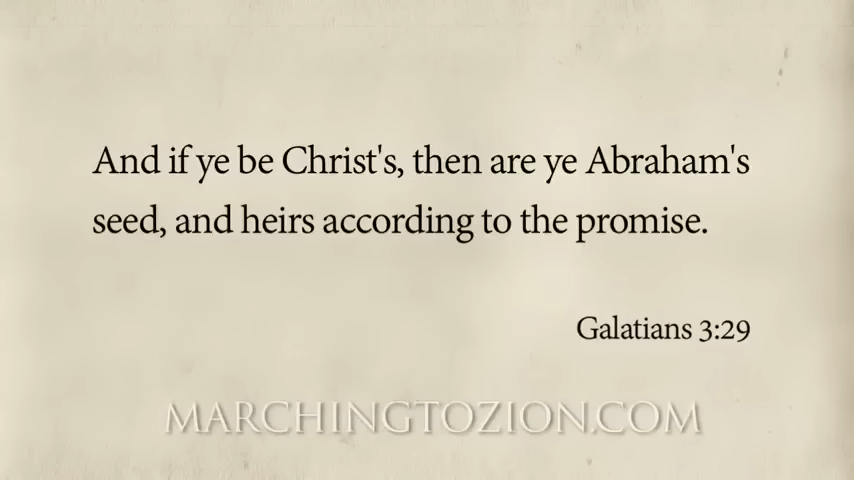 And if ye be Christ's, then are ye Abraham's
seed, and heirs according to the promise.
Galatians 3:29
MARCHINGTOZION.COM